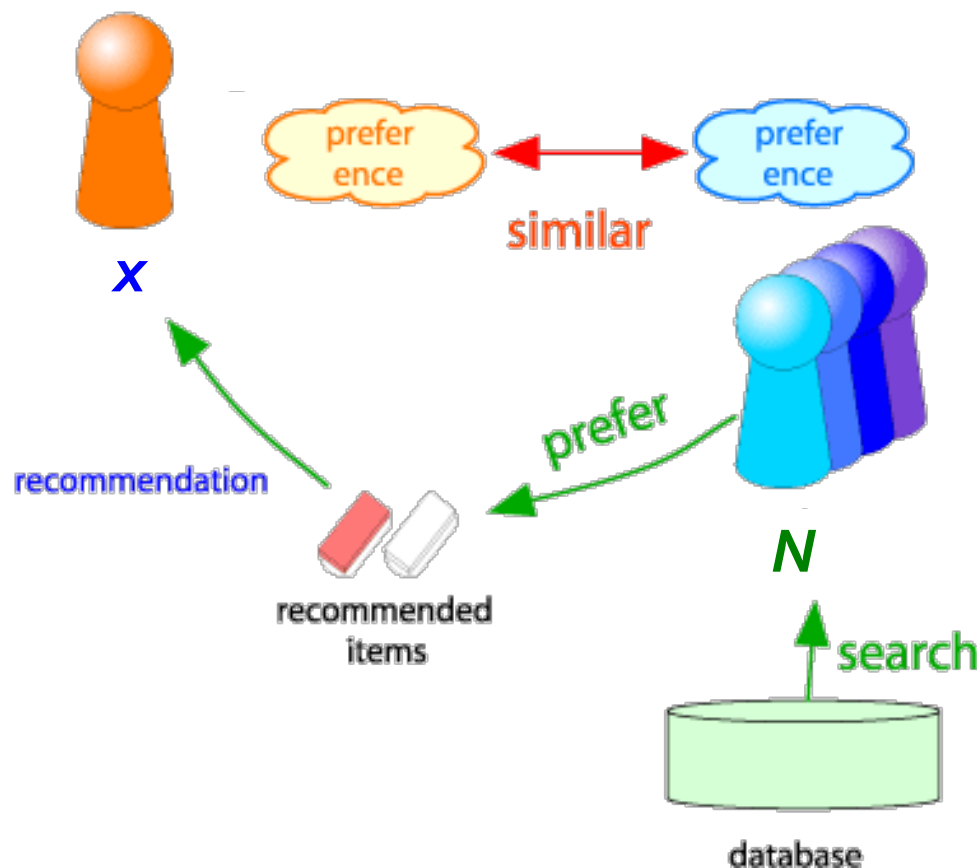 prefer
ence
prefer
ence
similar
x
prefer
recommendation
N
recommended
items
search
database